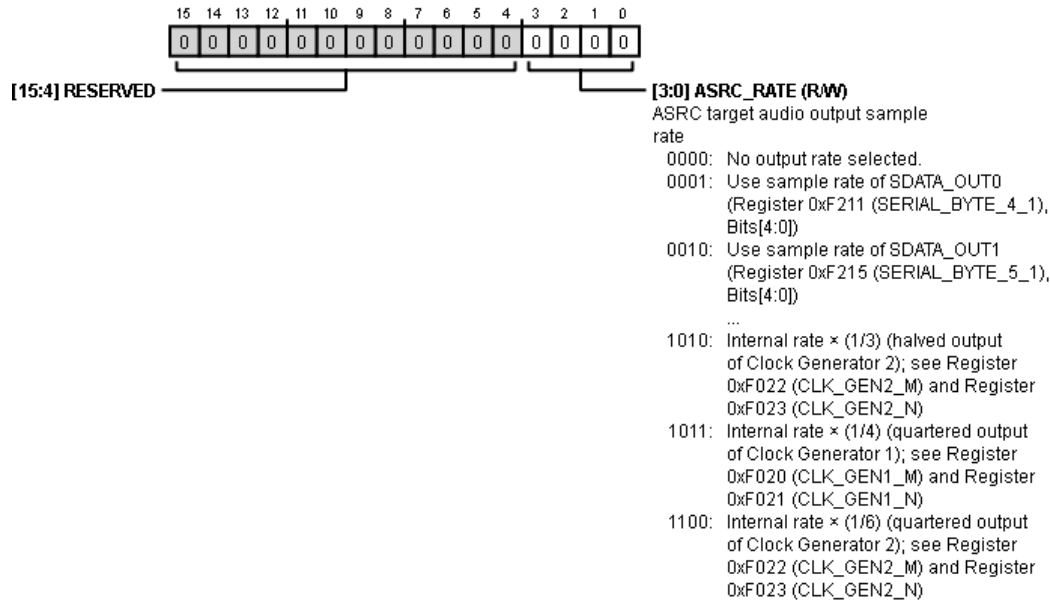 15 14 13 12 11 10 9 8 7 6 5 4 3 2 1 0
0 0 0 0 0 0 0 0 0 0 0 0 0 0 0 0
[15:4] RESERVED
[3:0] ASRC_RATE (R/W)
ASRC target audio output sample
rate
0000: No output rate selected.
0001: Use sample rate of SDATA_OUT0
(Register 0xF211 (SERIAL_BYTE_4_1),
Bits[4:0])
0010: Use sample rate of SDATA_OUT1
(Register 0xF215 (SERIAL_BYTE_5_1),
Bits[4:0])
...
1010: Internal rate × (1/3) (halved output
of Clock Generator 2); see Register
0xF022 (CLK_GEN2_M) and Register
0xF023 (CLK_GEN2_N)
1011: Internal rate × (1/4) (quartered output
of Clock Generator 1); see Register
0xF020 (CLK_GEN1_M) and Register
0xF021 (CLK_GEN1_N)
1100: Internal rate × (1/6) (quartered output
of Clock Generator 2); see Register
0xF022 (CLK_GEN2_M) and Register
0xF023 (CLK_GEN2_N)